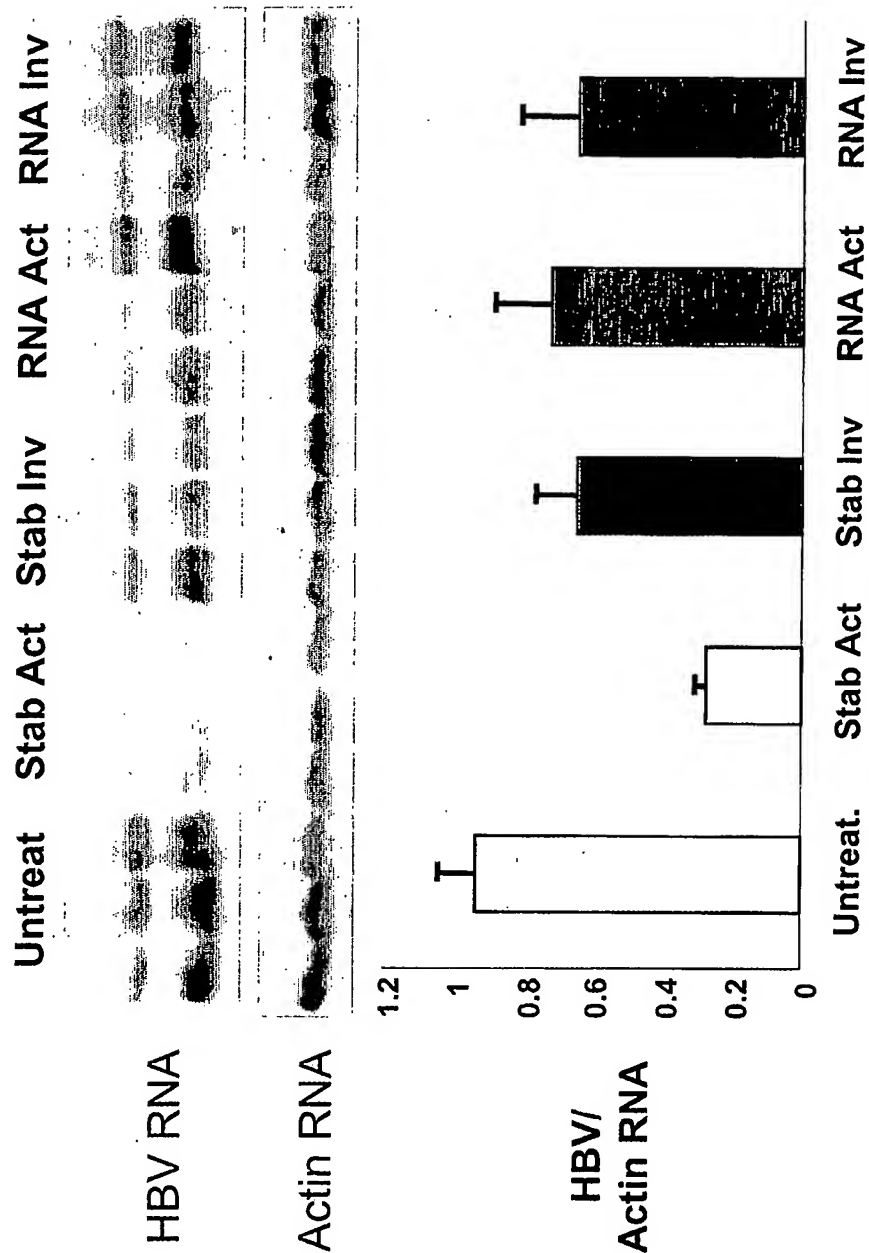 Untreat Stab Act Stab Inv RNA Act RNA Inv
HBV RNA
Actin RNA
HBV/
Actin RNA
1.2
1
0.8
0.6
0.4
0.2
0
Untreat. Stab Act Stab Inv RNA Act RNA Inv